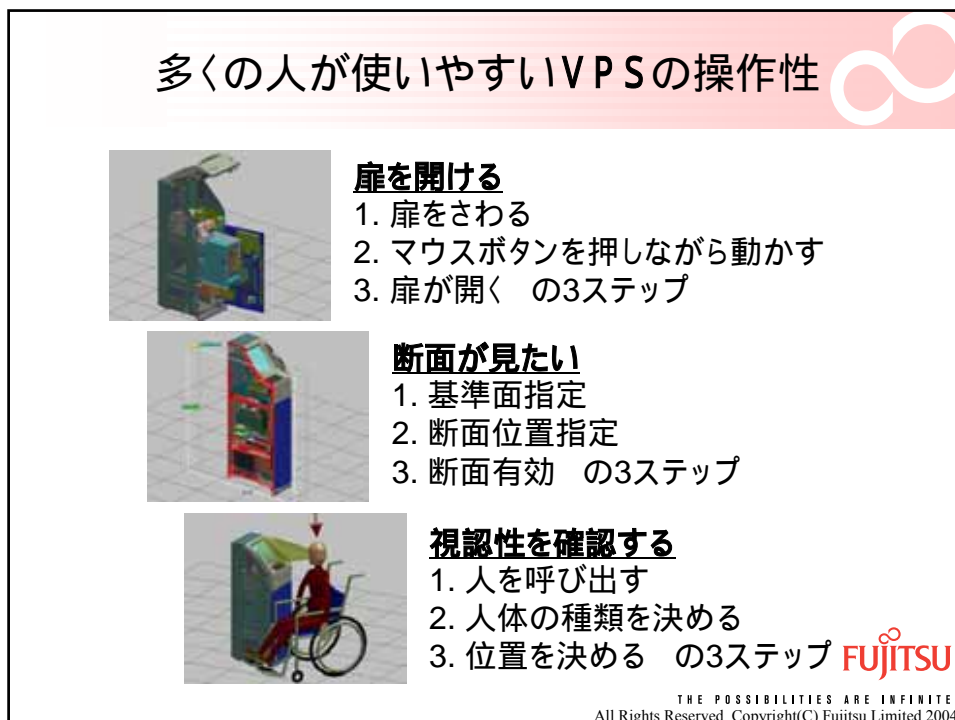 多くの人が使いやすいVPSの操作性
扉を開ける
1. 扉をさわる
2. マウスボタンを押しながら動かす
3. 扉が開く の3ステップ
断面が見たい
1. 基準面指定
2. 断面位置指定
3. 断面有効 の3ステップ
視認性を確認する
1. 人を呼び出す
2. 人体の種類を決める
3. 位置を決める の3ステップ
FUJITSU
THE POSSIBILITIES ARE INFINITE
All Rights Reserved, Copyright(C) Fujitsu Limited 2004